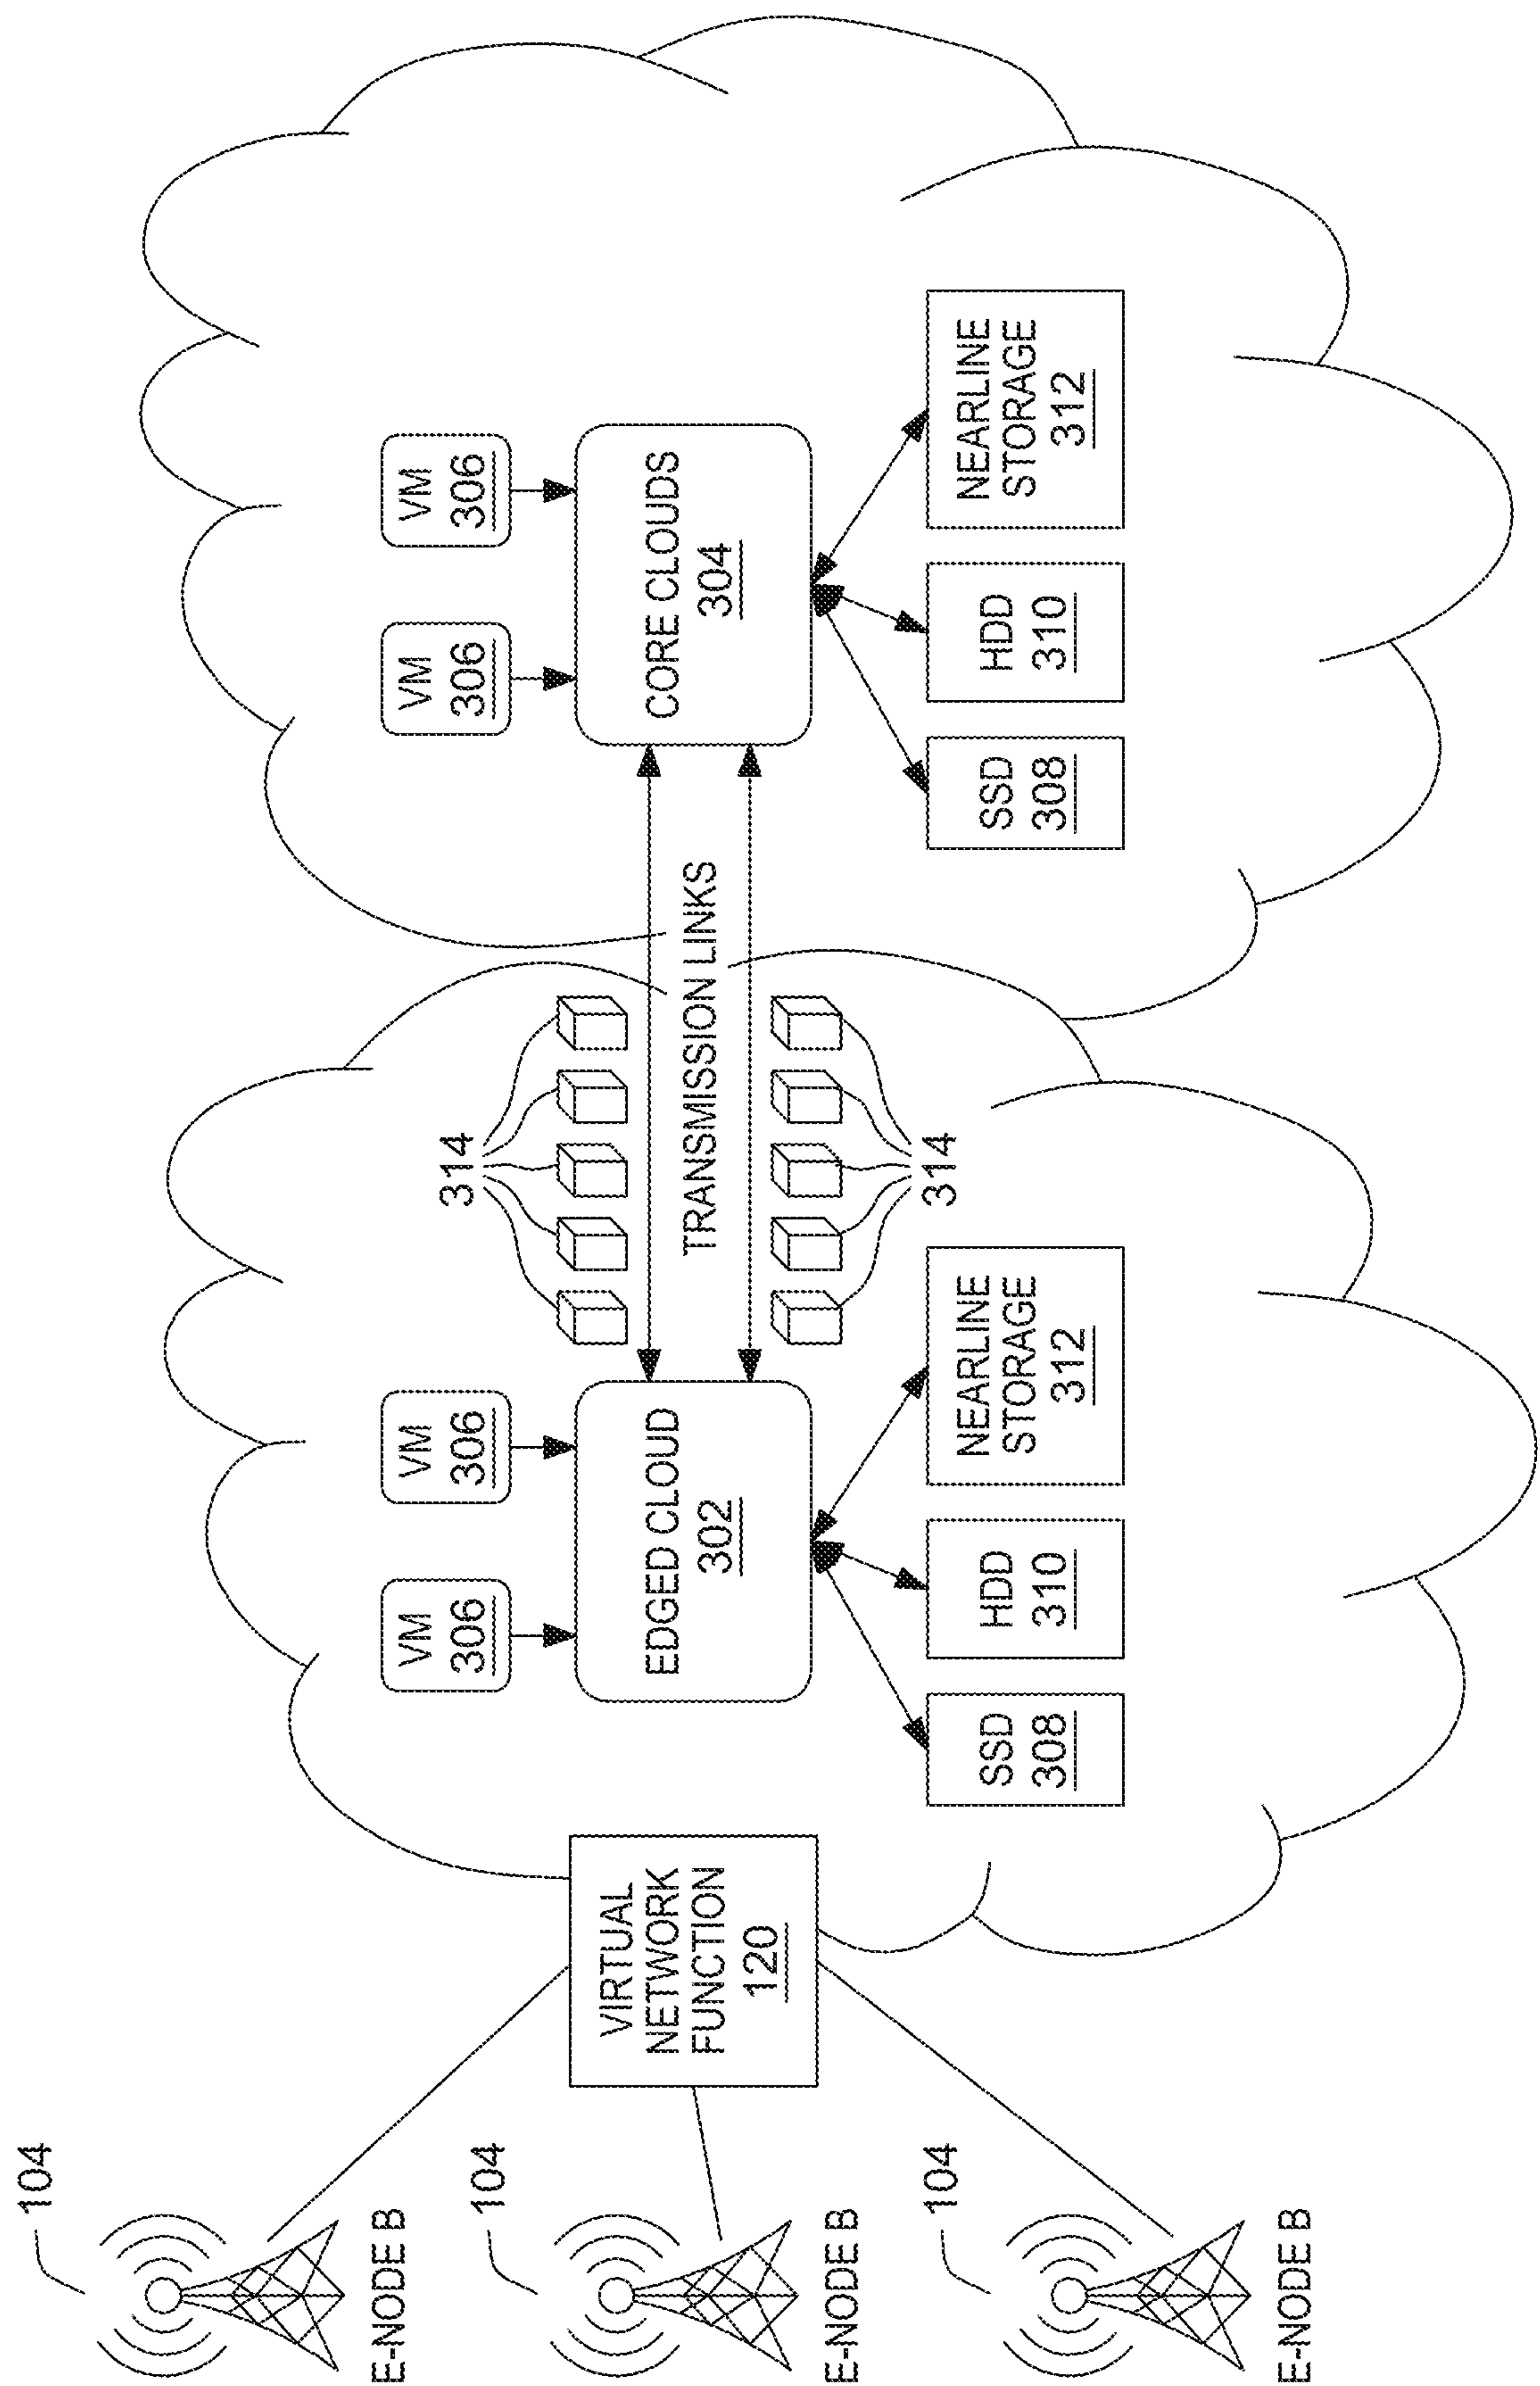 104
E-NODE B
104
E-NODE B
104
E-NODE B
VIRTUAL
NETWORK
FUNCTION
120
VM
306
VM
306
EDGED CLOUD
302
SSD
308
HDD
310
NEARLINE
STORAGE
312
314
TRANSMISSION LINKS
314
VM
306
VM
306
CORE CLOUDS
304
SSD
308
HDD
310
NEARLINE
STORAGE
312